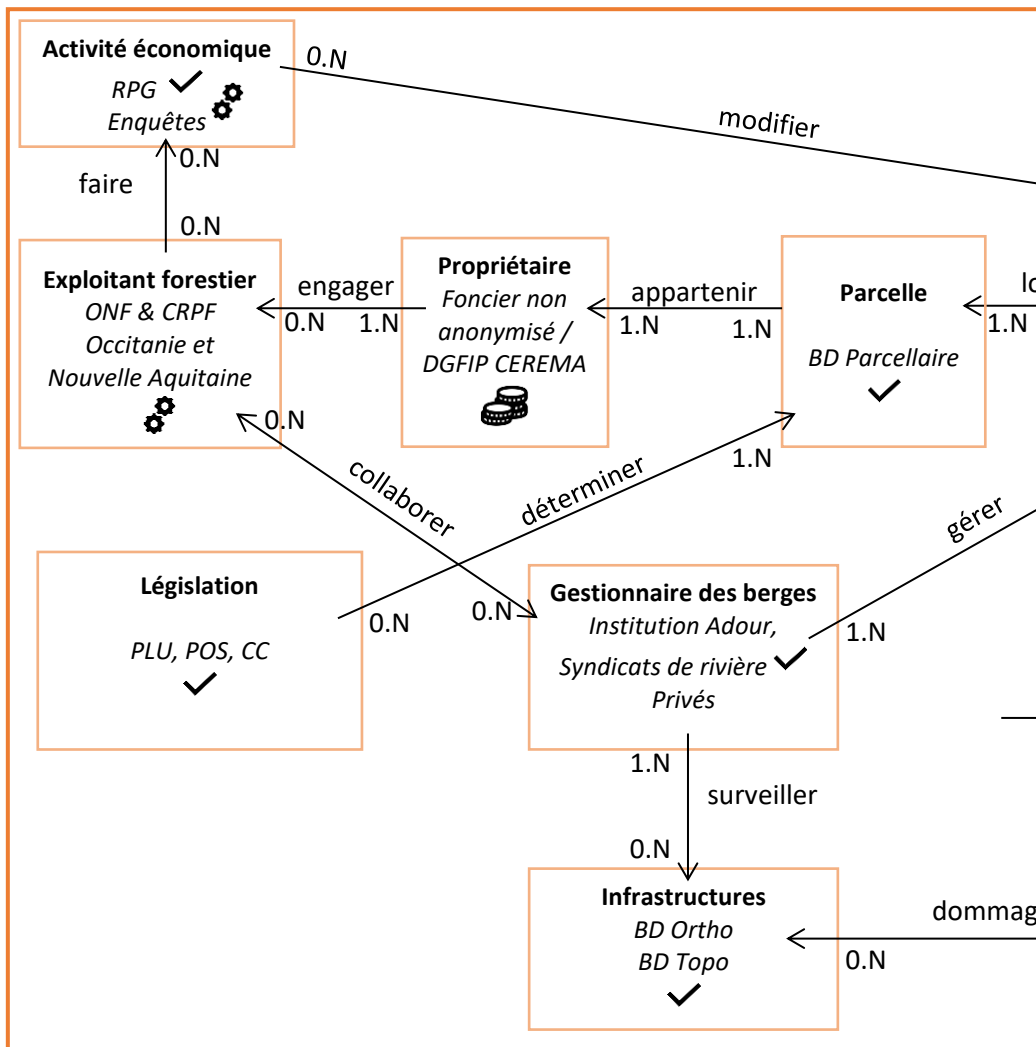 Activité économique
RPG
Enquêtes
0.N
modifier
0.N
faire
0.N
Exploitant forestier
ONF & CRPF
Occitanie et
Nouvelle Aquitaine
engager
0.N
1.N
Propriétaire
Foncier non
anonymisé /
DGFIP CEREMA
appartenir
1.N
1.N
Parcelle
BD Parcellaire
lo
1.N
0.N
collaborer
0.N
déterminer
1.N
0.N
gérer
1.N
Législation
PLU, POS, CC
Gestionnaire des berges
Institution Adour,
Syndicats de rivière
Privés
1.N
surveiller
0.N
Infrastructures
BD Ortho
BD Topo
dommag
0.N